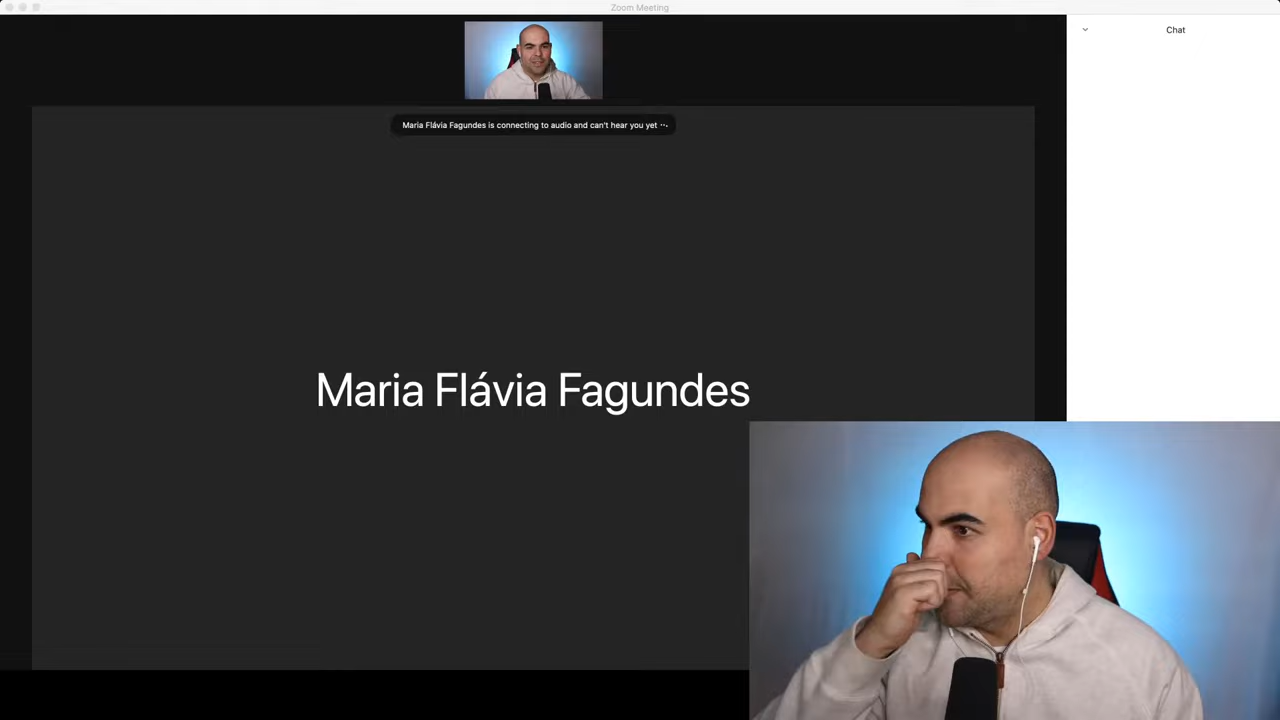 Zoom Meeting
Chat
Maria Flávia Fagundes is connecting to audio and can't hear you yet ...
Maria Flávia Fagundes